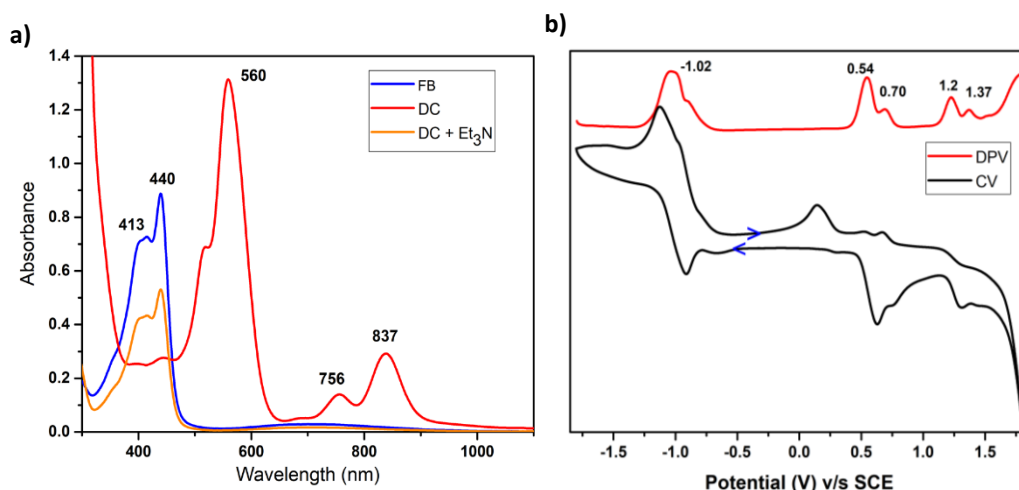 a)
1.4
1.2
1.0
0.8
0.6
0.4
0.2
0.0
Absorbance
400
600
800
1000
Wavelength (nm)
413
440
560
756
837
FB
DC
DC + Et₃N
b)
-1.02
0.54
0.70
1.2
1.37
DPV
CV
-1.5
-1.0
-0.5
0.0
0.5
1.0
1.5
Potential (V) v/s SCE